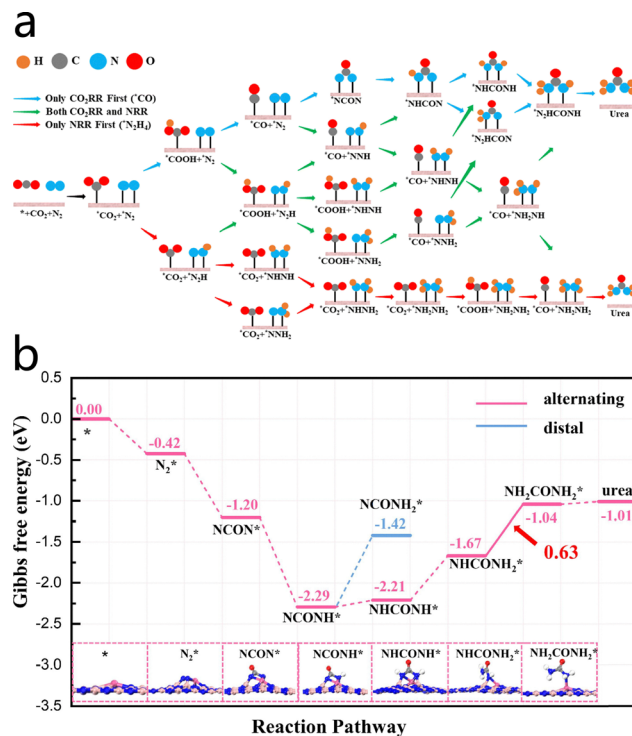 a
H C N O
Only CO₂RR First (*CO)
Both CO₂RR and NRR
Only NRR First (*N₂H₄)
*+CO₂+N₂
*CO₂+*N₂
*COOH+*N₂
*CO₂+*N₂H
*CO+*N₂
*COOH+*N₂H
*CO₂+*NHNH
*CO₂+*NNH₂
*NCON
*CO+*NNH
*COOH+*NHNH
*COOH+*NNH₂
*CO₂+*NHNH₂
*NHCON
*CO+*NHNH
*CO+*NNH₂
*CO₂+*NH₂NH₂
*NHCONH
*N₂HCON
*CO+*NH₂NH
*COOH+*NH₂NH₂
*N₂HCONH
*CO+*NH₂NH₂
Urea
Urea
b
Gibbs free energy (eV)
0.5
0.0
-0.5
-1.0
-1.5
-2.0
-2.5
-3.0
-3.5
alternating
distal
0.00
*
-0.42
N₂*
-1.20
NCON*
-2.29
NCONH*
NCONH₂*
-1.42
-2.21
NHCONH*
-1.67
NHCONH₂*
NH₂CONH₂*
-1.04
0.63
urea
-1.01
* N₂* NCON* NCONH* NHCONH* NHCONH₂* NH₂CONH₂*
Reaction Pathway